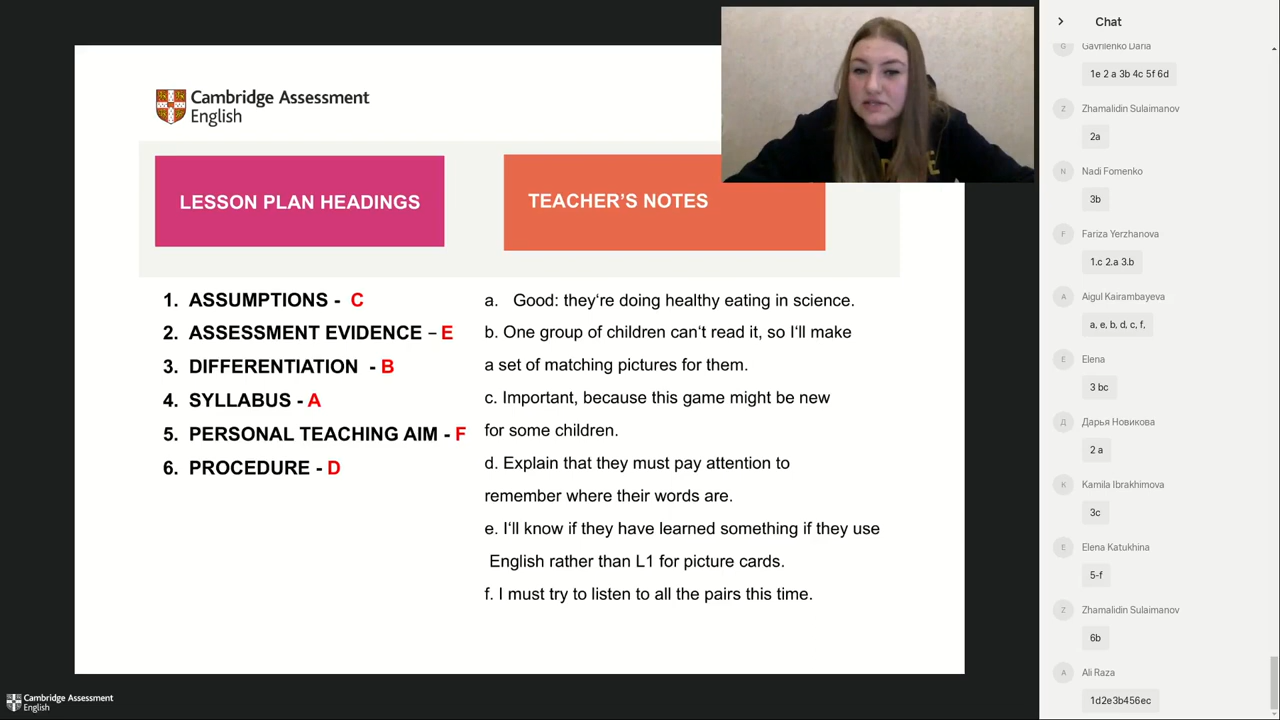 Cambridge Assessment
English
LESSON PLAN HEADINGS
TEACHER'S NOTES
1. ASSUMPTIONS - C
2. ASSESSMENT EVIDENCE – E
3. DIFFERENTIATION - B
4. SYLLABUS - A
5. PERSONAL TEACHING AIM - F
6. PROCEDURE - D
a. Good: they're doing healthy eating in science.
b. One group of children can't read it, so I'll make
a set of matching pictures for them.
c. Important, because this game might be new
for some children.
d. Explain that they must pay attention to
remember where their words are.
e. I'll know if they have learned something if they use
English rather than L1 for picture cards.
f. I must try to listen to all the pairs this time.
Cambridge Assessment
English
Chat
G
Gavrilenko Daria
1e 2 a 3b 4c 5f 6d
Z
Zhamalidin Sulaimanov
2a
N
Nadi Fomenko
3b
F
Fariza Yerzhanova
1.c 2.a 3.b
A
Aigul Kairambayeva
a, e, b, d, c, f,
E
Elena
3 bc
Д
Дарья Новикова
2 a
K
Kamila Ibrakhimova
3c
E
Elena Katukhina
5-f
Z
Zhamalidin Sulaimanov
6b
A
Ali Raza
1d2e3b456ec